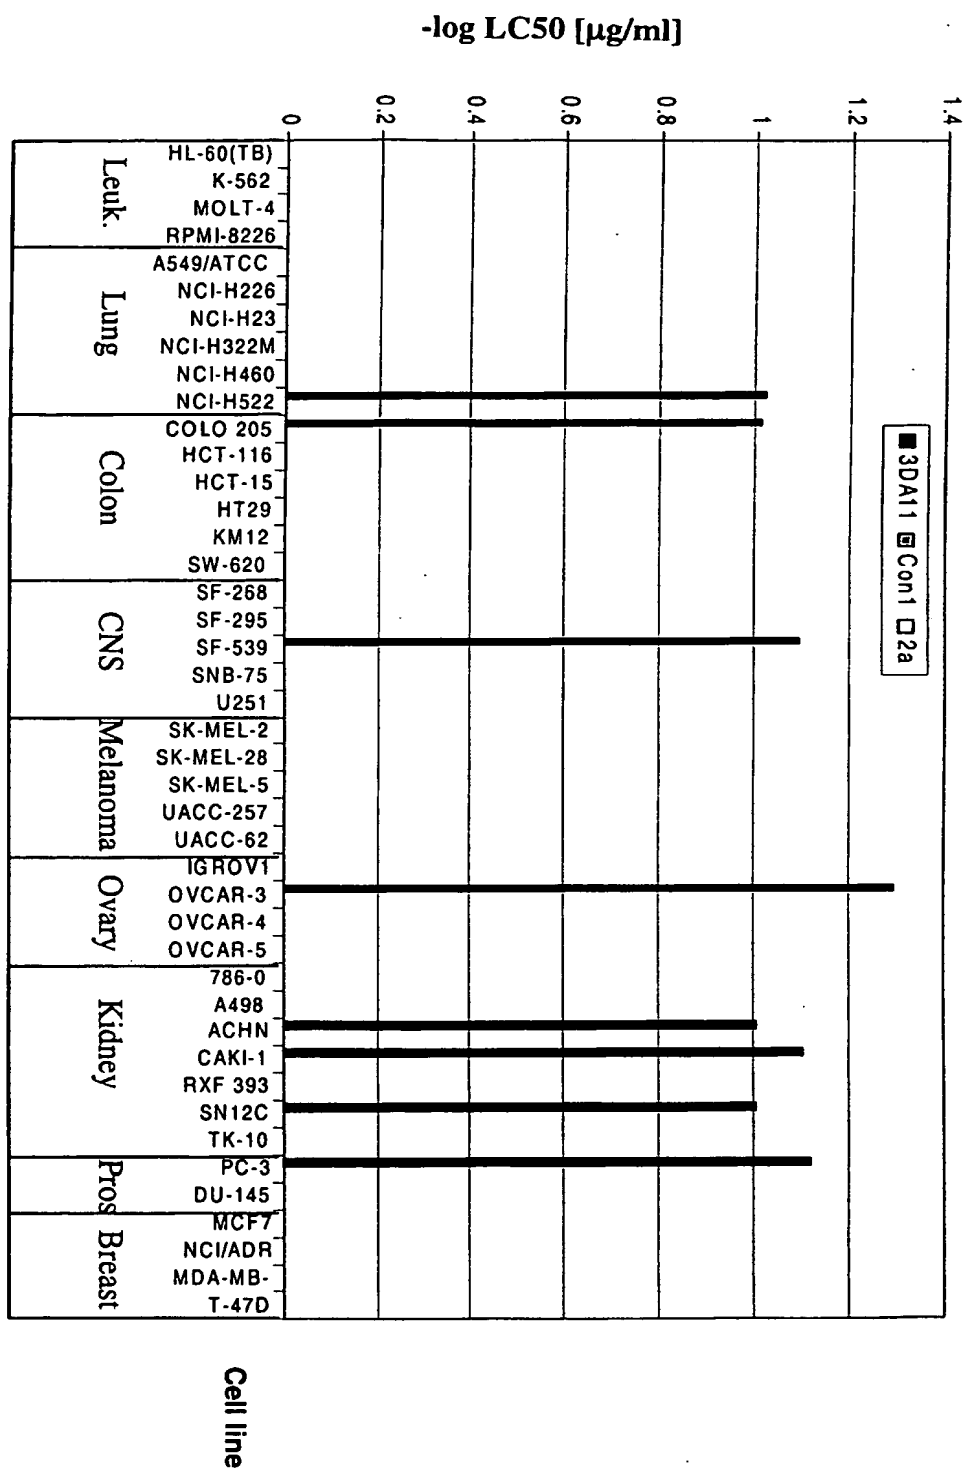 -log LC50 [µg/ml]
0
0.2
0.4
0.6
0.8
1
1.2
1.4
3DA11 Con1 2a
HL-60(TB)
K-562
MOLT-4
RPMI-8226
A549/ATCC
NCI-H226
NCI-H23
NCI-H322M
NCI-H460
NCI-H522
COLO 205
HCT-116
HCT-15
HT29
KM12
SW-620
SF-268
SF-295
SF-539
SNB-75
U251
SK-MEL-2
SK-MEL-28
SK-MEL-5
UACC-257
UACC-62
IGROV1
OVCAR-3
OVCAR-4
OVCAR-5
786-0
A498
ACHN
CAKI-1
RXF 393
SN12C
TK-10
PC-3
DU-145
MCF7
NCI/ADR
MDA-MB-
T-47D
Leuk.
Lung
Colon
CNS
Melanoma
Ovary
Kidney
Pros
Breast
Cell line